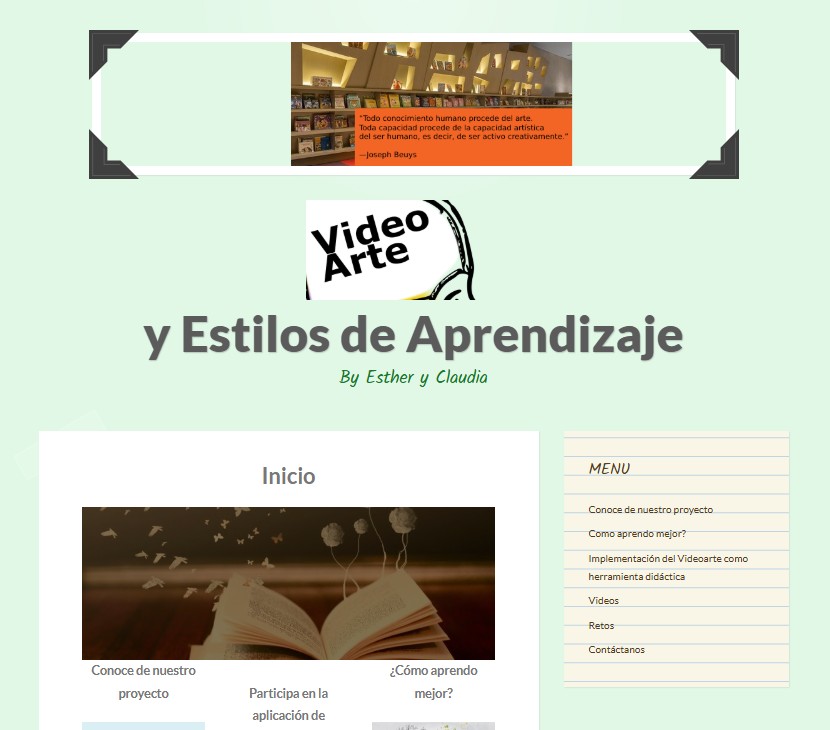 "Todo conocimiento humano procede del arte.
Toda capacidad procede de la capacidad artística
del ser humano, es decir, de ser activo creativamente."
—Joseph Beuys
Video
Arte
y Estilos de Aprendizaje
By Esther y Claudia
Inicio
Conoce de nuestro
proyecto
Participa en la
aplicación de
¿Cómo aprendo
mejor?
MENU
Conoce de nuestro proyecto
Como aprendo mejor?
Implementación del Videoarte como
herramienta didáctica
Videos
Retos
Contáctanos